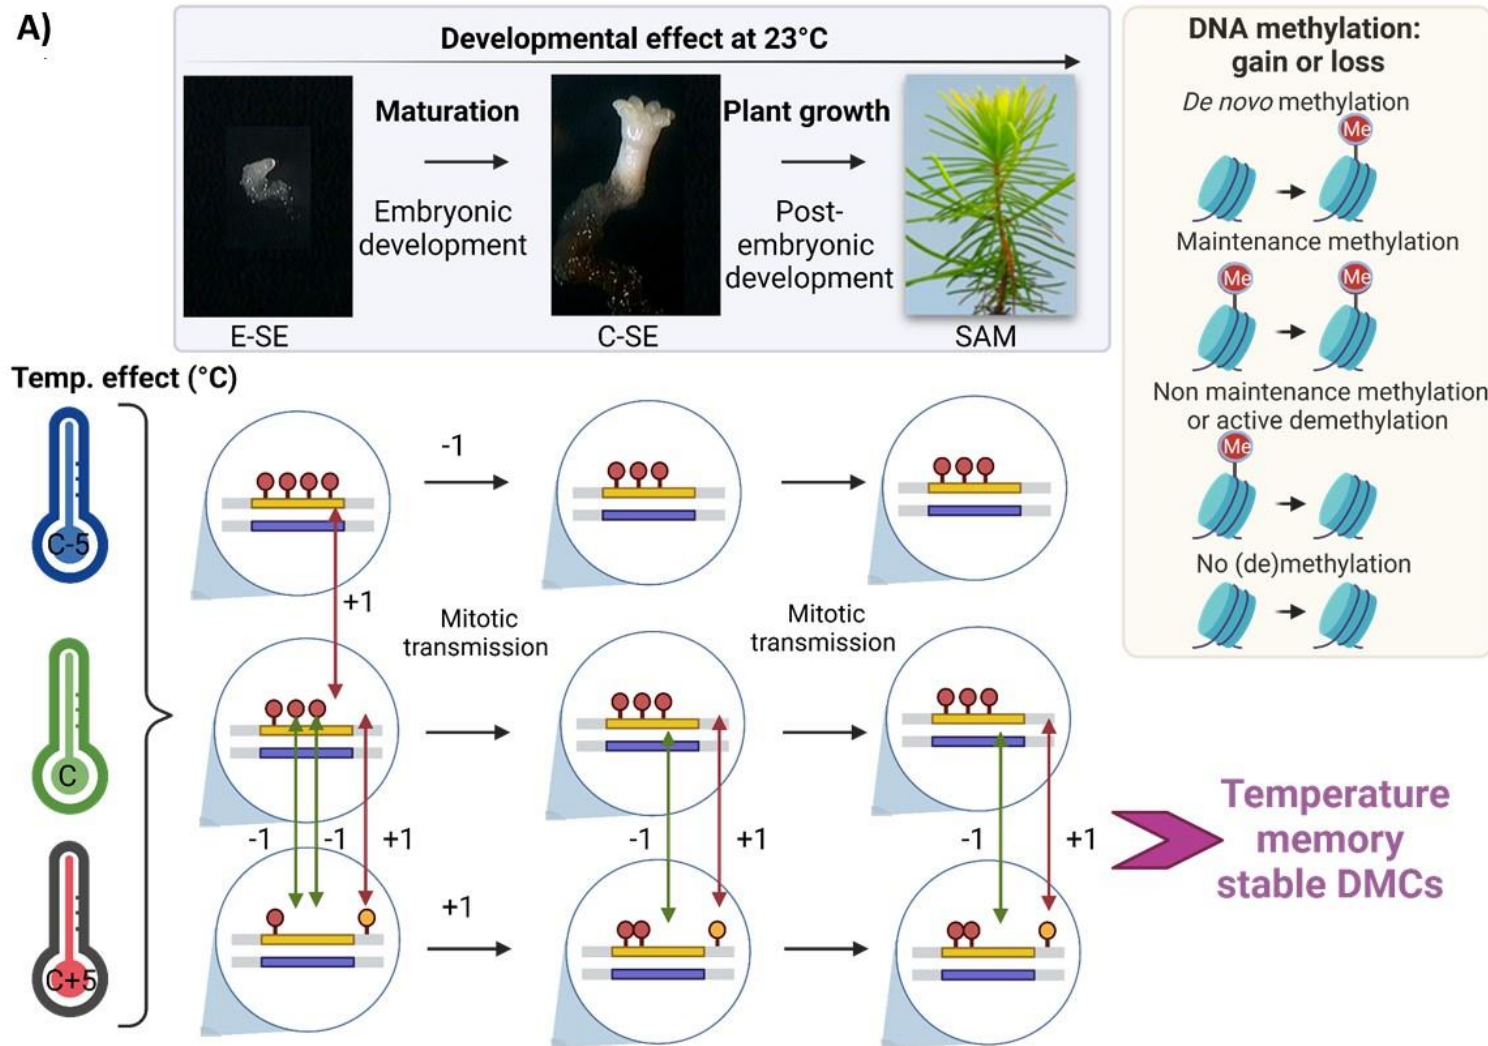 A)
Developmental effect at 23°C
Maturation
Embryonic
development
Plant growth
Post-
embryonic
development
E-SE
C-SE
SAM
DNA methylation:
gain or loss
De novo methylation
Me
Maintenance methylation
Me
Me
Non maintenance methylation
or active demethylation
Me
No (de)methylation
Temp. effect (°C)
C-5
-1
+1
Mitotic
transmission
Mitotic
transmission
C
-1
-1
+1
-1
+1
-1
+1
C+5
+1
Temperature
memory
stable DMCs